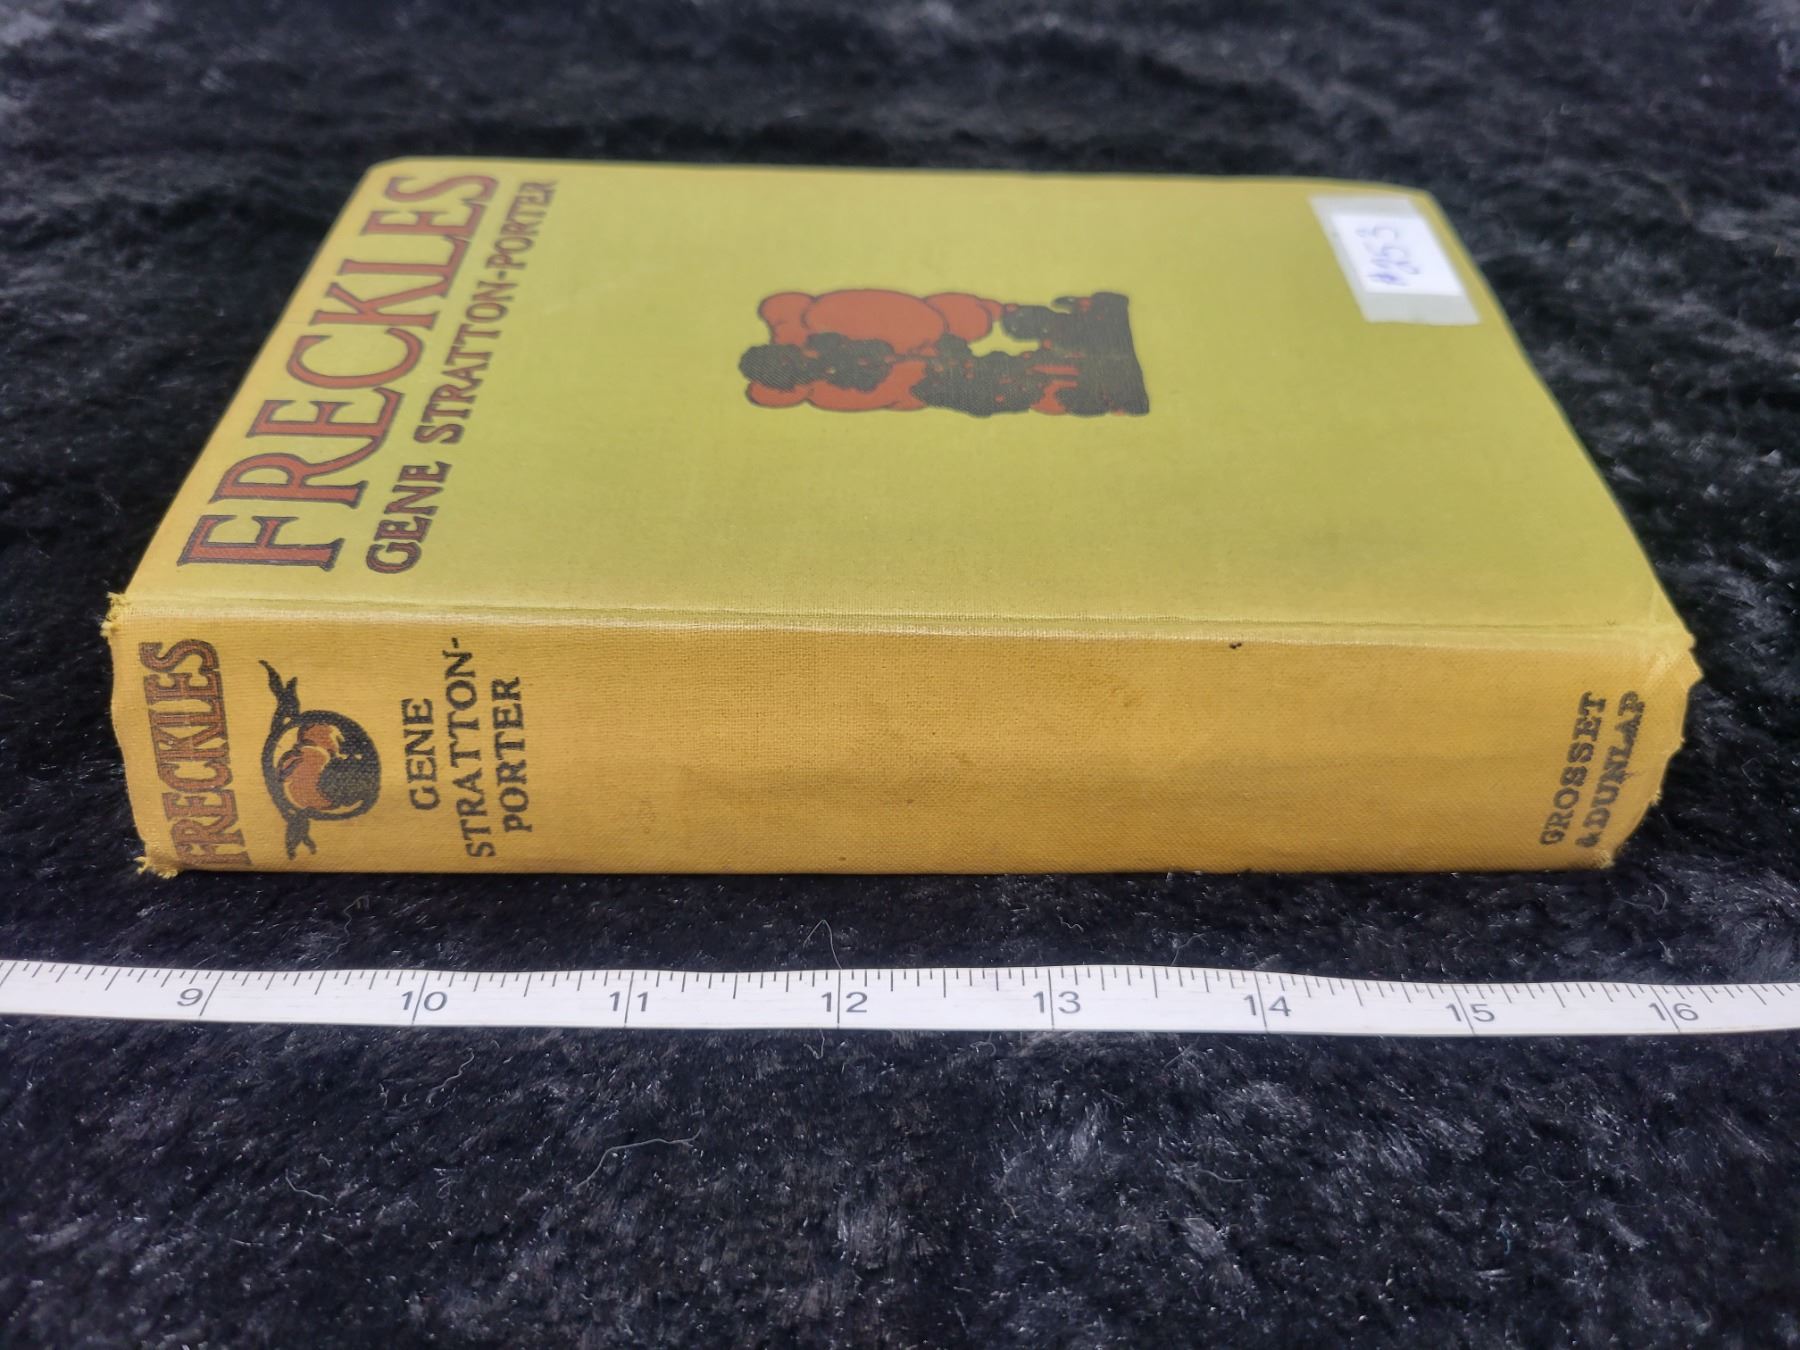 FRECKLES
GENE STRATTON-PORTER
#953
FRECKLES
GENE
STRATTON-
PORTER
GROSSET
& DUNLAP
9 10 11 12 13 14 15 16